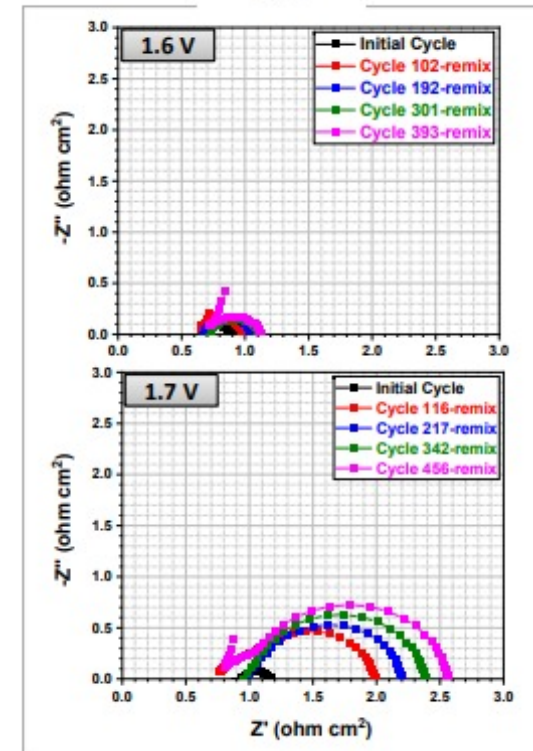 1.6 V
Initial Cycle
Cycle 102-remix
Cycle 192-remix
Cycle 301-remix
Cycle 393-remix
-Z" (ohm cm²)
3.0
2.5
2.0
1.5
1.0
0.5
0.0
0.0 0.5 1.0 1.5 2.0 2.5 3.0
1.7 V
Initial Cycle
Cycle 116-remix
Cycle 217-remix
Cycle 342-remix
Cycle 456-remix
-Z" (ohm cm²)
3.0
2.5
2.0
1.5
1.0
0.5
0.0
0.0 0.5 1.0 1.5 2.0 2.5 3.0
Z' (ohm cm²)